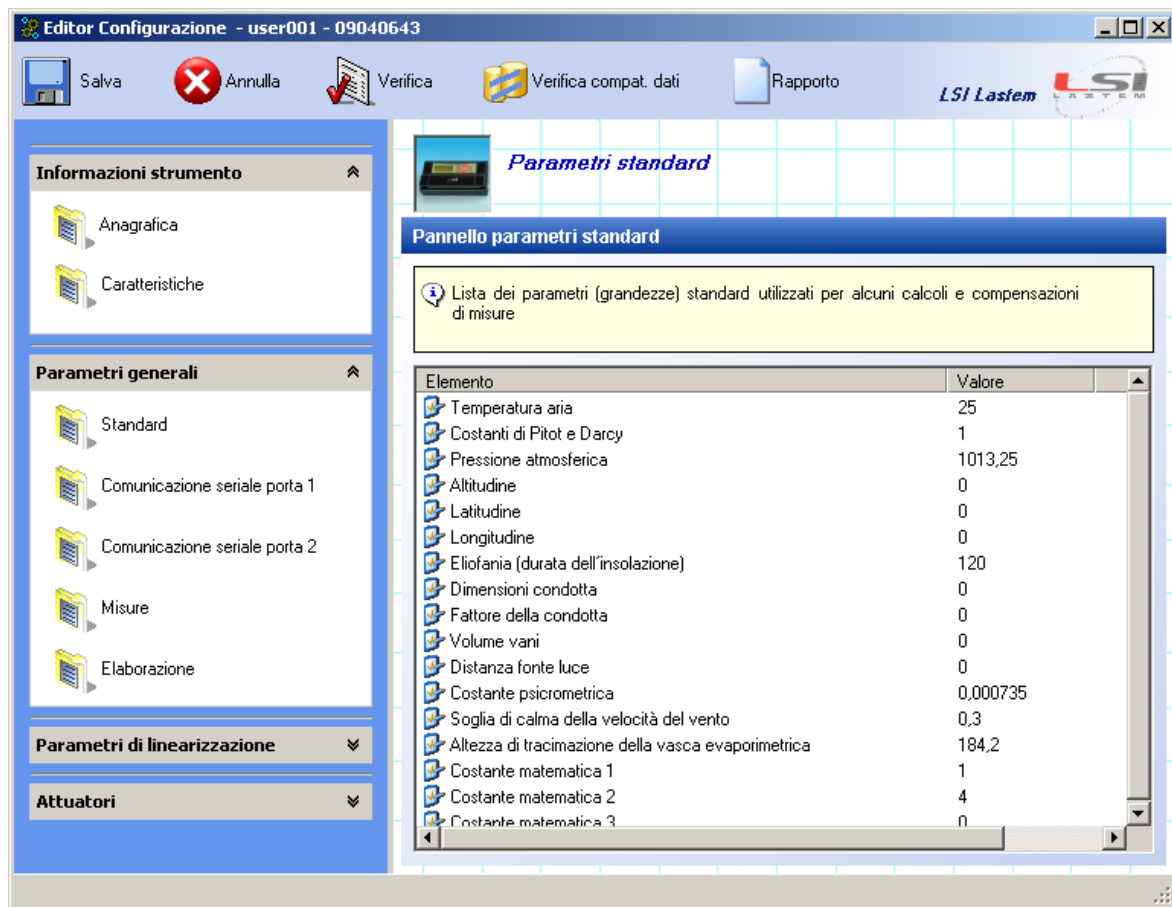 Editor Configurazione - user001 - 09040643
Salva
Annulla
Verifica
Verifica compat. dati
Rapporto
LSI Lastem
LSI
LASTEM
Informazioni strumento
Anagrafica
Caratteristiche
Parametri generali
Standard
Comunicazione seriale porta 1
Comunicazione seriale porta 2
Misure
Elaborazione
Parametri di linearizzazione
Attuatori
Parametri standard
Pannello parametri standard
Lista dei parametri (grandezze) standard utilizzati per alcuni calcoli e compensazioni
di misure
Elemento Valore
Temperatura aria 25
Costanti di Pitot e Darcy 1
Pressione atmosferica 1013,25
Altitudine 0
Latitudine 0
Longitudine 0
Eliofania (durata dell'insolazione) 120
Dimensioni condotta 0
Fattore della condotta 0
Volume vani 0
Distanza fonte luce 0
Costante psicrometrica 0,000735
Soglia di calma della velocità del vento 0,3
Altezza di tracimazione della vasca evaporimetrica 184,2
Costante matematica 1 1
Costante matematica 2 4
Costante matematica 3 0